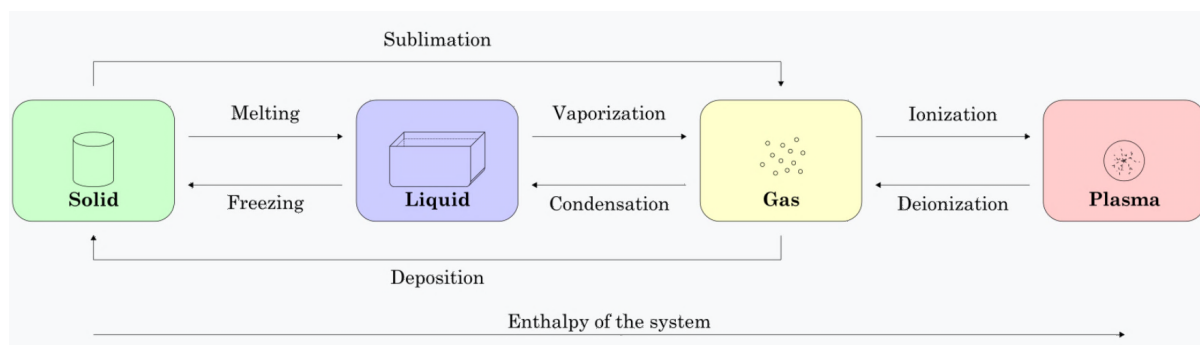 Sublimation
Melting
Vaporization
Ionization
Solid
Freezing
Liquid
Condensation
Gas
Deionization
Plasma
Deposition
Enthalpy of the system